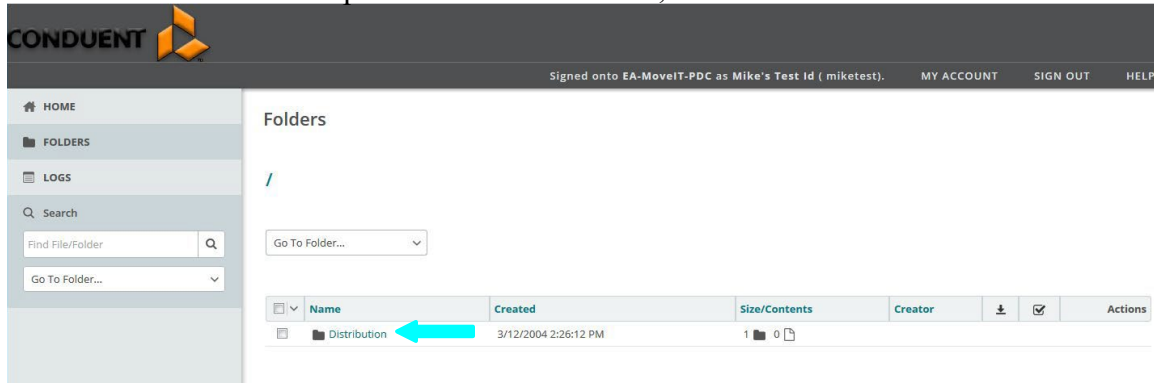 CONDUENT
Signed onto EA-MoveIT-PDC as Mike's Test Id ( miketest). MY ACCOUNT SIGN OUT HELP
HOME
FOLDERS
LOGS
Search
Find File/Folder
Go To Folder...
Folders
/
Go To Folder...
Name Created Size/Contents Creator Actions
Distribution 3/12/2004 2:26:12 PM 1 0